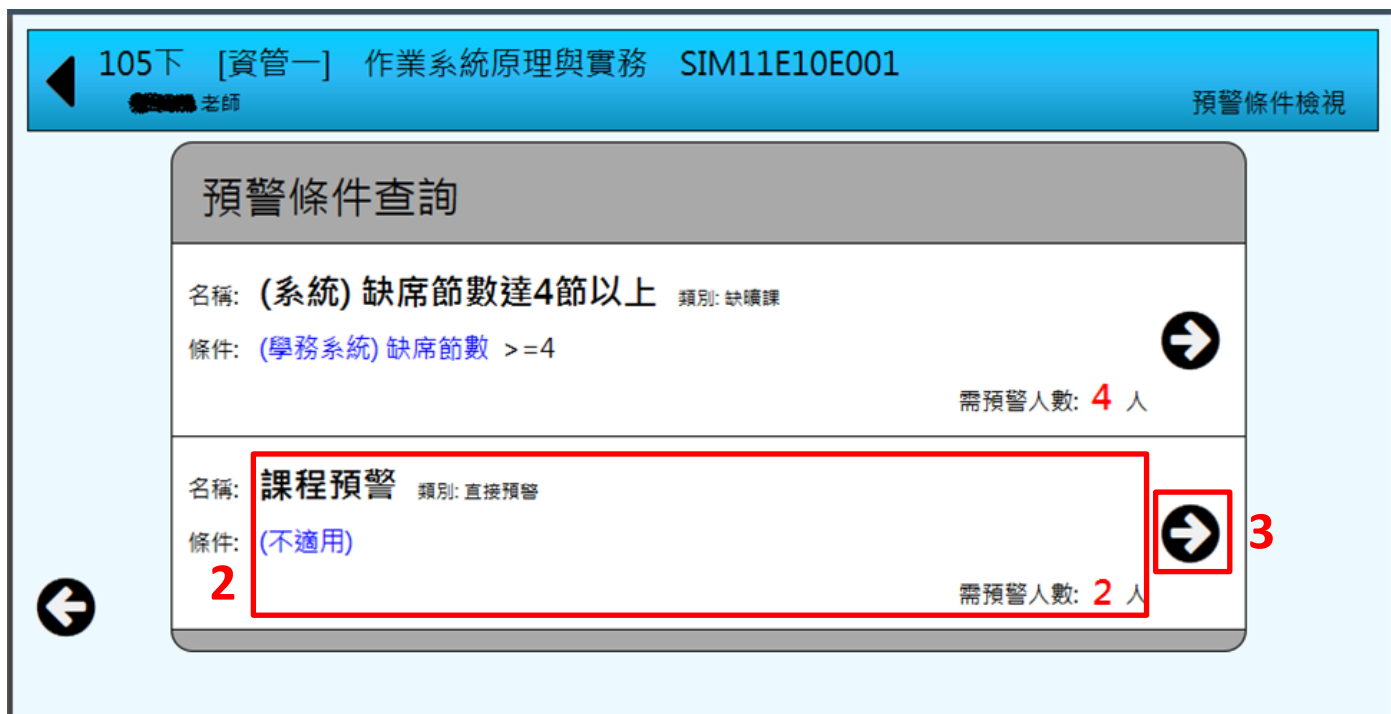 105下 [資管一] 作業系統原理與實務 SIM11E10E001
老師
預警條件檢視
預警條件查詢
名稱: (系統) 缺席節數達4節以上 類別: 缺曠課
條件: (學務系統) 缺席節數 >=4
需預警人數: 4 人
名稱: 課程預警 類別: 直接預警
條件: (不適用)
2
3
需預警人數: 2 人